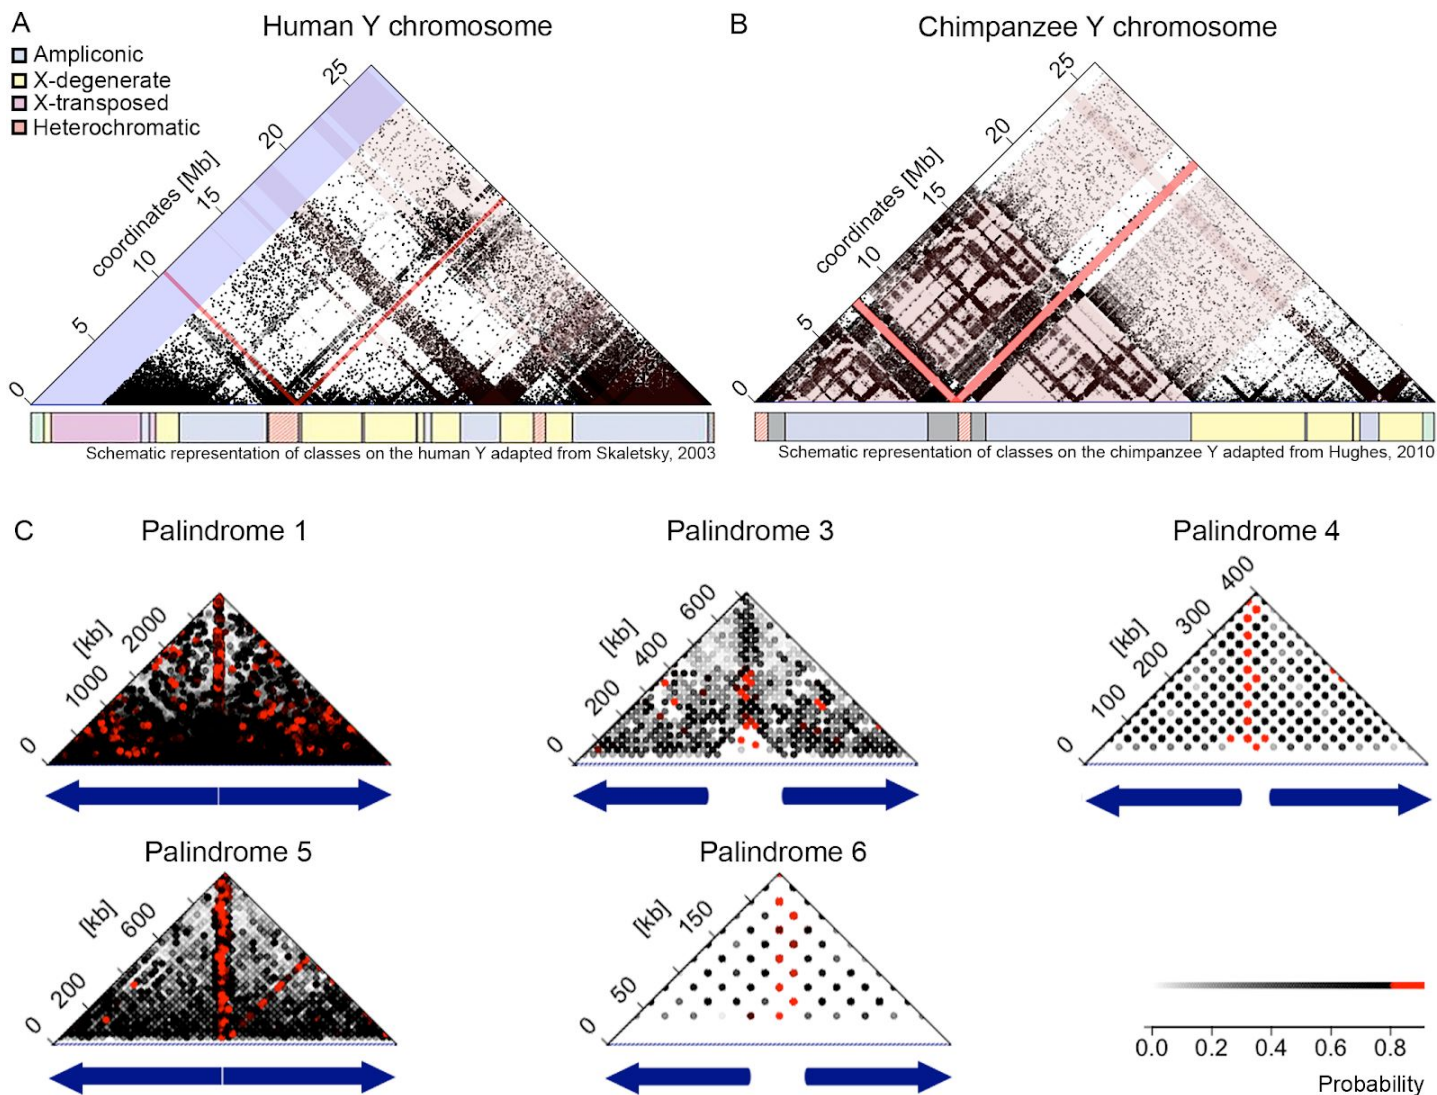 A
Human Y chromosome
Ampliconic
X-degenerate
X-transposed
Heterochromatic
coordinates [Mb]
0
5
10
15
20
25
Schematic representation of classes on the human Y adapted from Skaletsky, 2003
B
Chimpanzee Y chromosome
coordinates [Mb]
0
5
10
15
20
25
Schematic representation of classes on the chimpanzee Y adapted from Hughes, 2010
C
Palindrome 1
[kb]
0
1000
2000
Palindrome 3
[kb]
0
200
400
600
Palindrome 4
[kb]
0
100
200
300
400
Palindrome 5
[kb]
0
200
600
Palindrome 6
[kb]
0
50
150
0.0 0.2 0.4 0.6 0.8
Probability